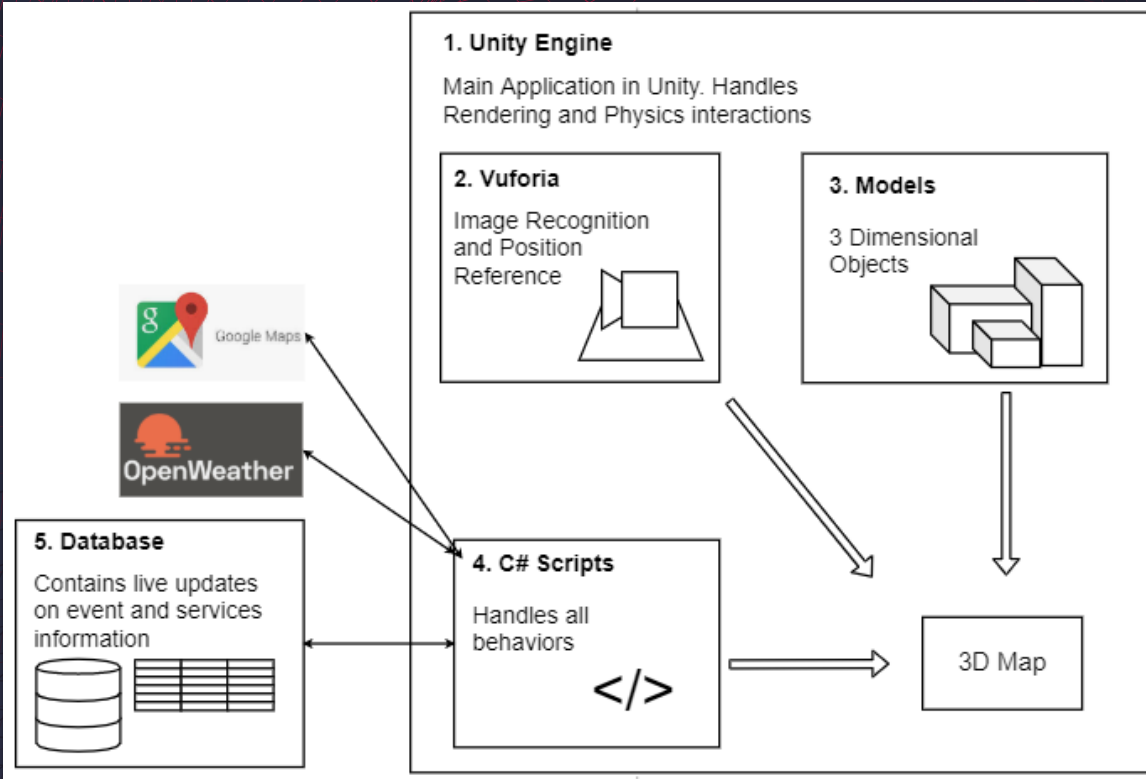 1. Unity Engine
Main Application in Unity. Handles
Rendering and Physics interactions
2. Vuforia
Image Recognition
and Position
Reference
3. Models
3 Dimensional
Objects
g
Google Maps
OpenWeather
5. Database
Contains live updates
on event and services
information
4. C# Scripts
Handles all
behaviors
</>
3D Map